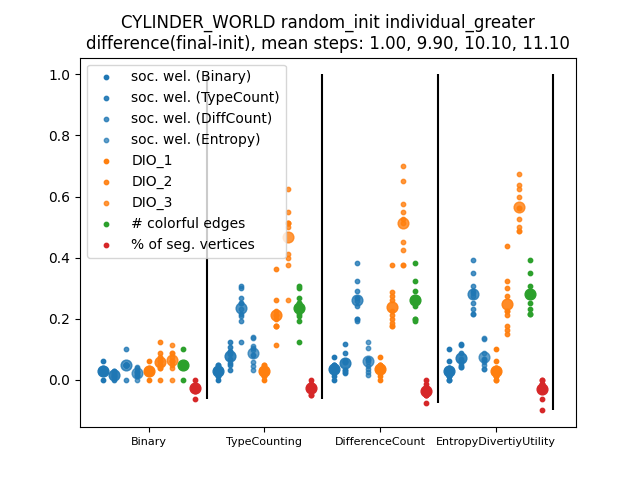 CYLINDER_WORLD random_init individual_greater
difference(final-init), mean steps: 1.00, 9.90, 10.10, 11.10
1.0
0.8
0.6
0.4
0.2
0.0
soc. wel. (Binary)
soc. wel. (TypeCount)
soc. wel. (DiffCount)
soc. wel. (Entropy)
DIO_1
DIO_2
DIO_3
# colorful edges
% of seg. vertices
Binary TypeCounting DifferenceCount EntropyDivertiyUtility